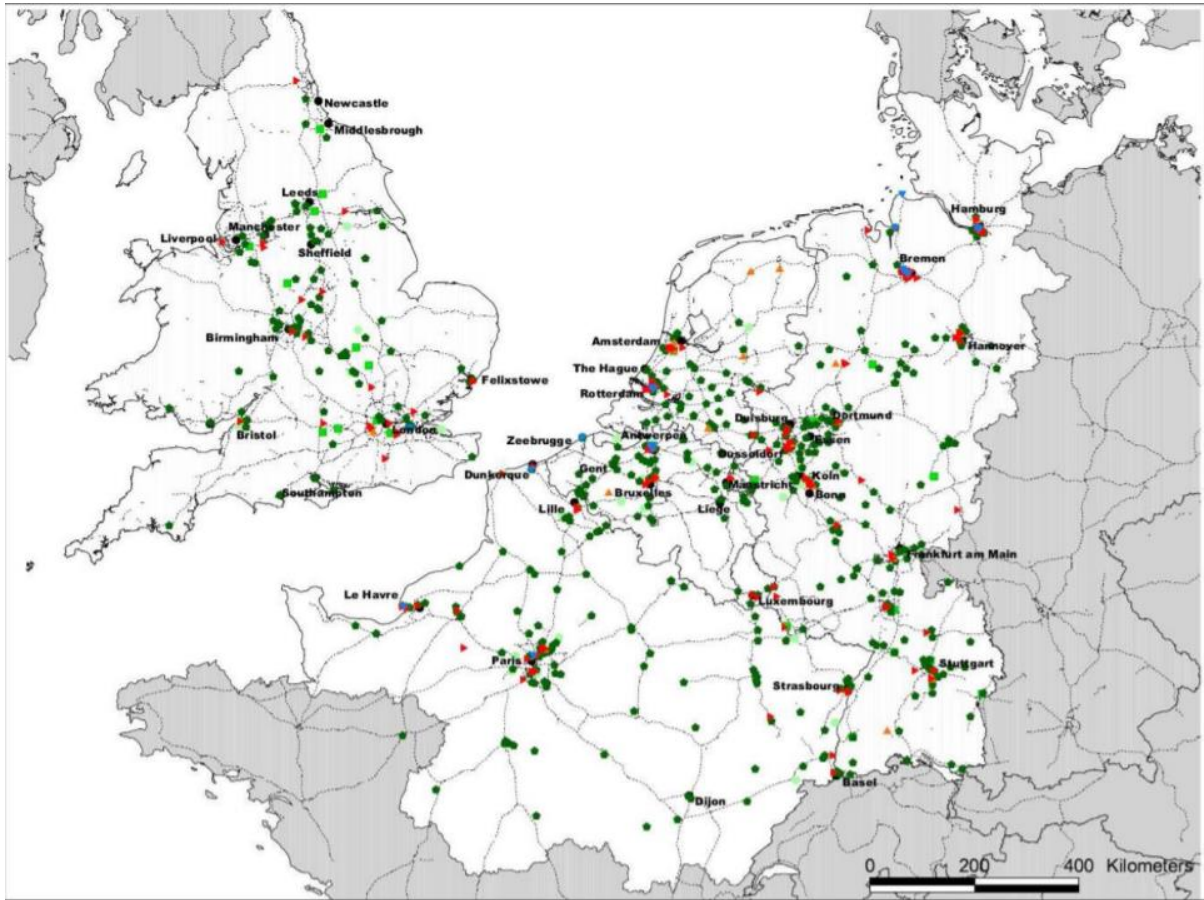 Newcastle
Middlesbrough
Leeds
Manchester
Liverpool
Sheffield
Birmingham
Felixstowe
London
Bristol
Southampton
Hamburg
Bremen
Hannover
Amsterdam
The Hague
Rotterdam
Duisburg
Dortmund
Essen
Zeebrugge
Antwerpen
Dusseldorf
Dunkerque
Gent
Maastricht
Köln
Bonn
Bruxelles
Liege
Lille
Frankfurt am Main
Le Havre
Luxembourg
Paris
Stuttgart
Strasbourg
Basel
Dijon
0 200 400 Kilometers